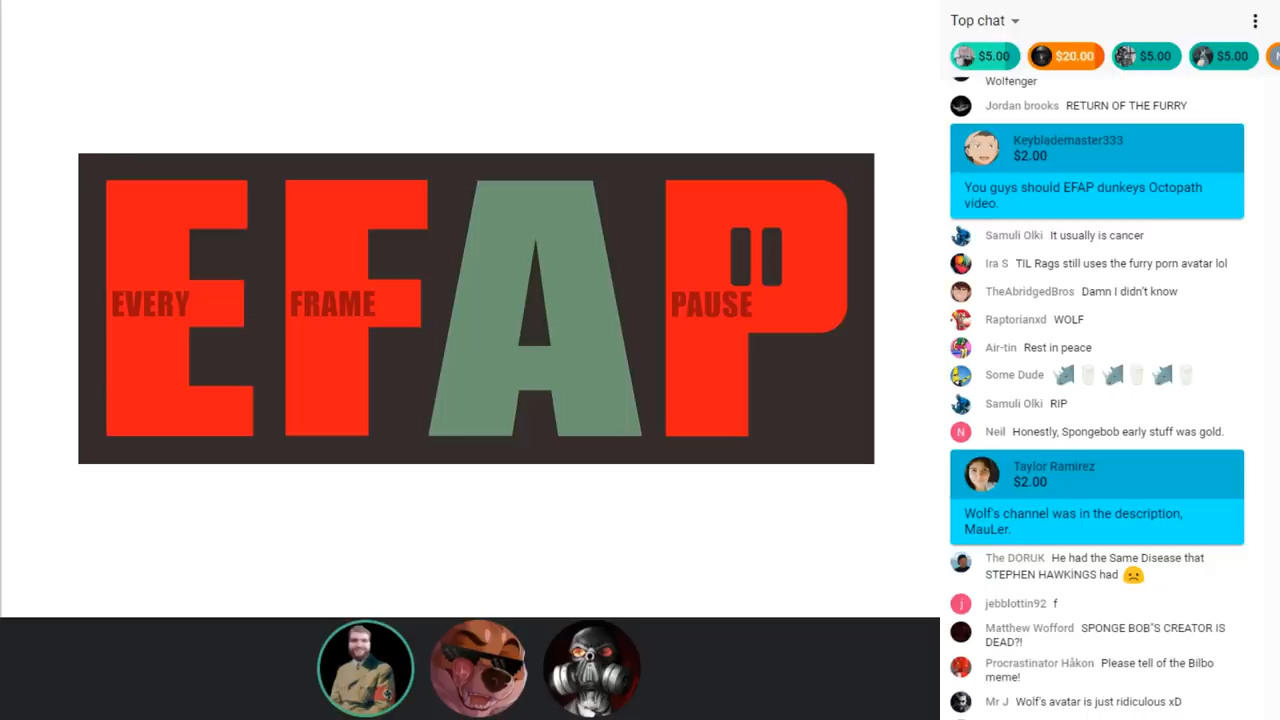 EVERY
FRAME
PAUSE
EFAP
Top chat
$5.00
$20.00
$5.00
$5.00
N
Wolfenger
Jordan brooks RETURN OF THE FURRY
Keyblademaster333
$2.00
You guys should EFAP dunkeys Octopath
video.
Samuli Olki It usually is cancer
Ira S TIL Rags still uses the furry porn avatar lol
TheAbridgedBros Damn I didn't know
Raptorianxd WOLF
Air-tin Rest in peace
Some Dude
Samuli Olki RIP
N Neil Honestly, Spongebob early stuff was gold.
Taylor Ramirez
$2.00
Wolf's channel was in the description,
MauLer.
The DORUK He had the Same Disease that
STEPHEN HAWKİNGS had
j jebblottin92 f
Matthew Wofford SPONGE BOB"S CREATOR IS
DEAD?!
Procrastinator Håkon Please tell of the Bilbo
meme!
Mr J Wolf's avatar is just ridiculous xD